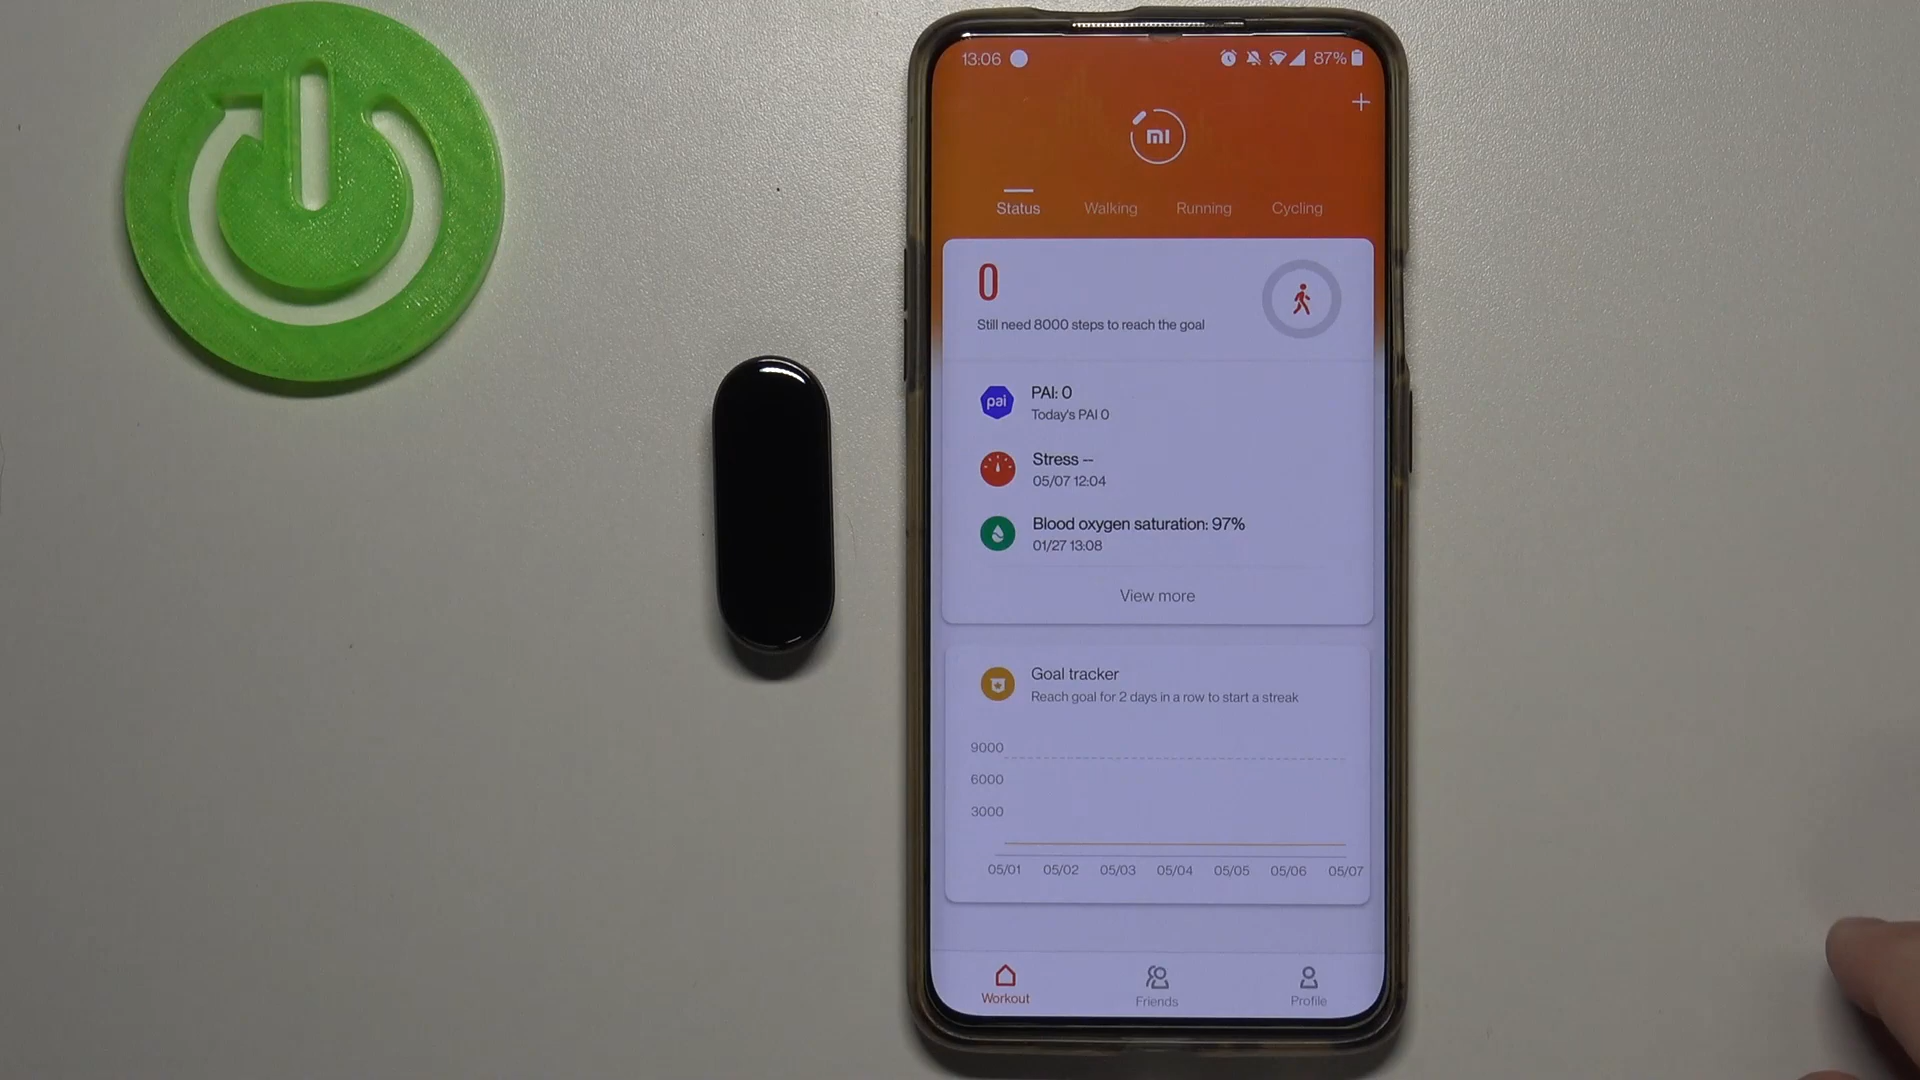 13:06
87%
mi
Status Walking Running Cycling
0
Still need 8000 steps to reach the goal
pai
PAI: 0
Today's PAI 0
Stress --
05/07 12:04
Blood oxygen saturation: 97%
01/27 13:08
View more
Goal tracker
Reach goal for 2 days in a row to start a streak
9000
6000
3000
05/01 05/02 05/03 05/04 05/05 05/06 05/07
Workout Friends Profile